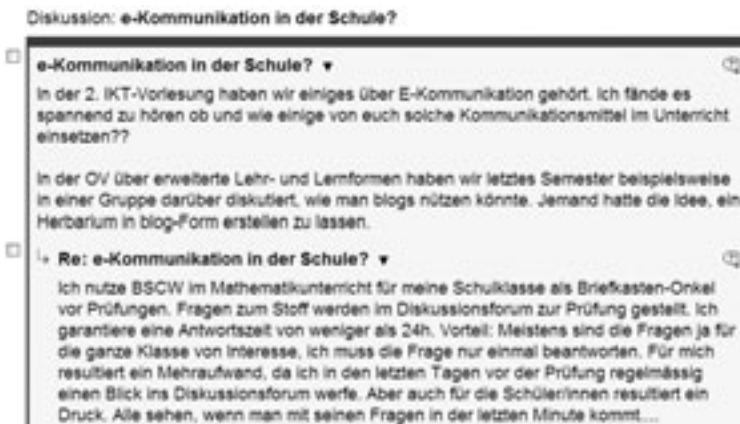 Diskussion: e-Kommunikation in der Schule?
e-Kommunikation in der Schule? ▼
In der 2. IKT-Vorlesung haben wir einiges über E-Kommunikation gehört. Ich fände es
spannend zu hören ob und wie einige von euch solche Kommunikationsmittel im Unterricht
einsetzen??
In der OV über erweiterte Lehr- und Lernformen haben wir letztes Semester beispielsweise
in einer Gruppe darüber diskutiert, wie man blogs nützen könnte. Jemand hatte die Idee, ein
Herbarium in blog-Form erstellen zu lassen.
Re: e-Kommunikation in der Schule? ▼
Ich nutze BSCW im Mathematikunterricht für meine Schulklasse als Briefkasten-Onkel
vor Prüfungen. Fragen zum Stoff werden im Diskussionsforum zur Prüfung gestellt. Ich
garantiere eine Antwortszeit von weniger als 24h. Vorteil: Meistens sind die Fragen ja für
die ganze Klasse von Interesse, ich muss die Frage nur einmal beantworten. Für mich
resultiert ein Mehraufwand, da ich in den letzten Tagen vor der Prüfung regelmässig
einen Blick ins Diskussionsforum werfe. Aber auch für die Schüler/innen resultiert ein
Druck. Alle sehen, wenn man mit seinen Fragen in der letzten Minute kommt....